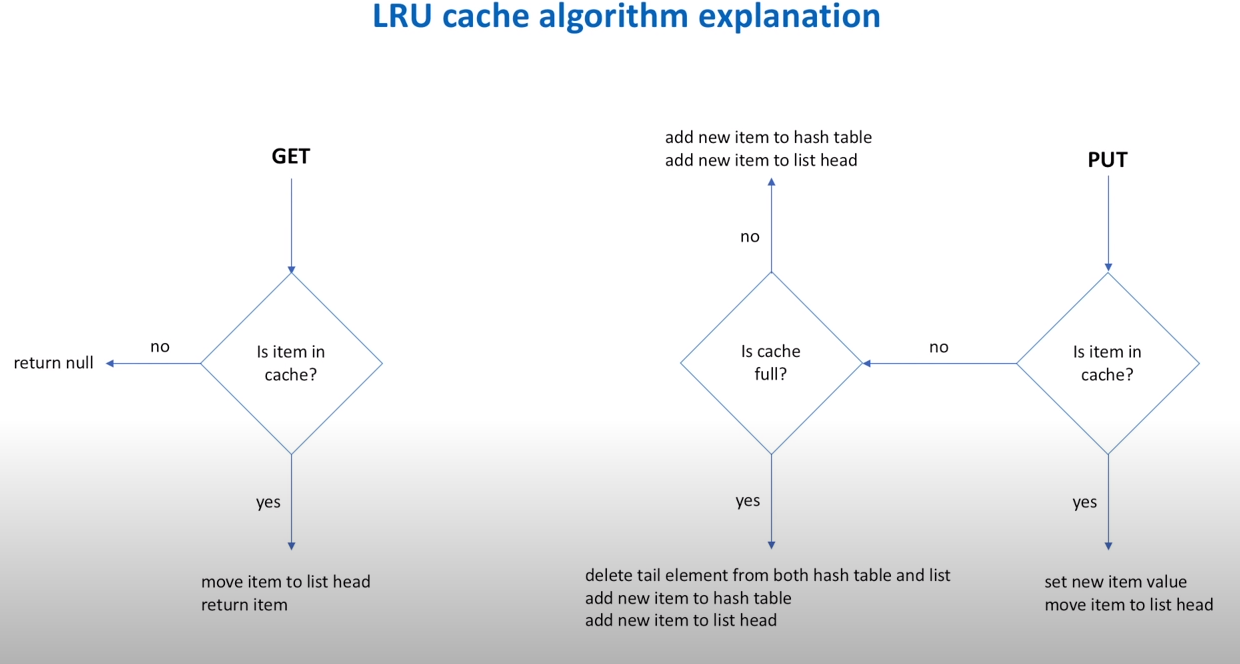 LRU cache algorithm explanation
GET
Is item in
cache?
no
return null
yes
move item to list head
return item
PUT
Is item in
cache?
no
yes
set new item value
move item to list head
Is cache
full?
no
add new item to hash table
add new item to list head
yes
delete tail element from both hash table and list
add new item to hash table
add new item to list head